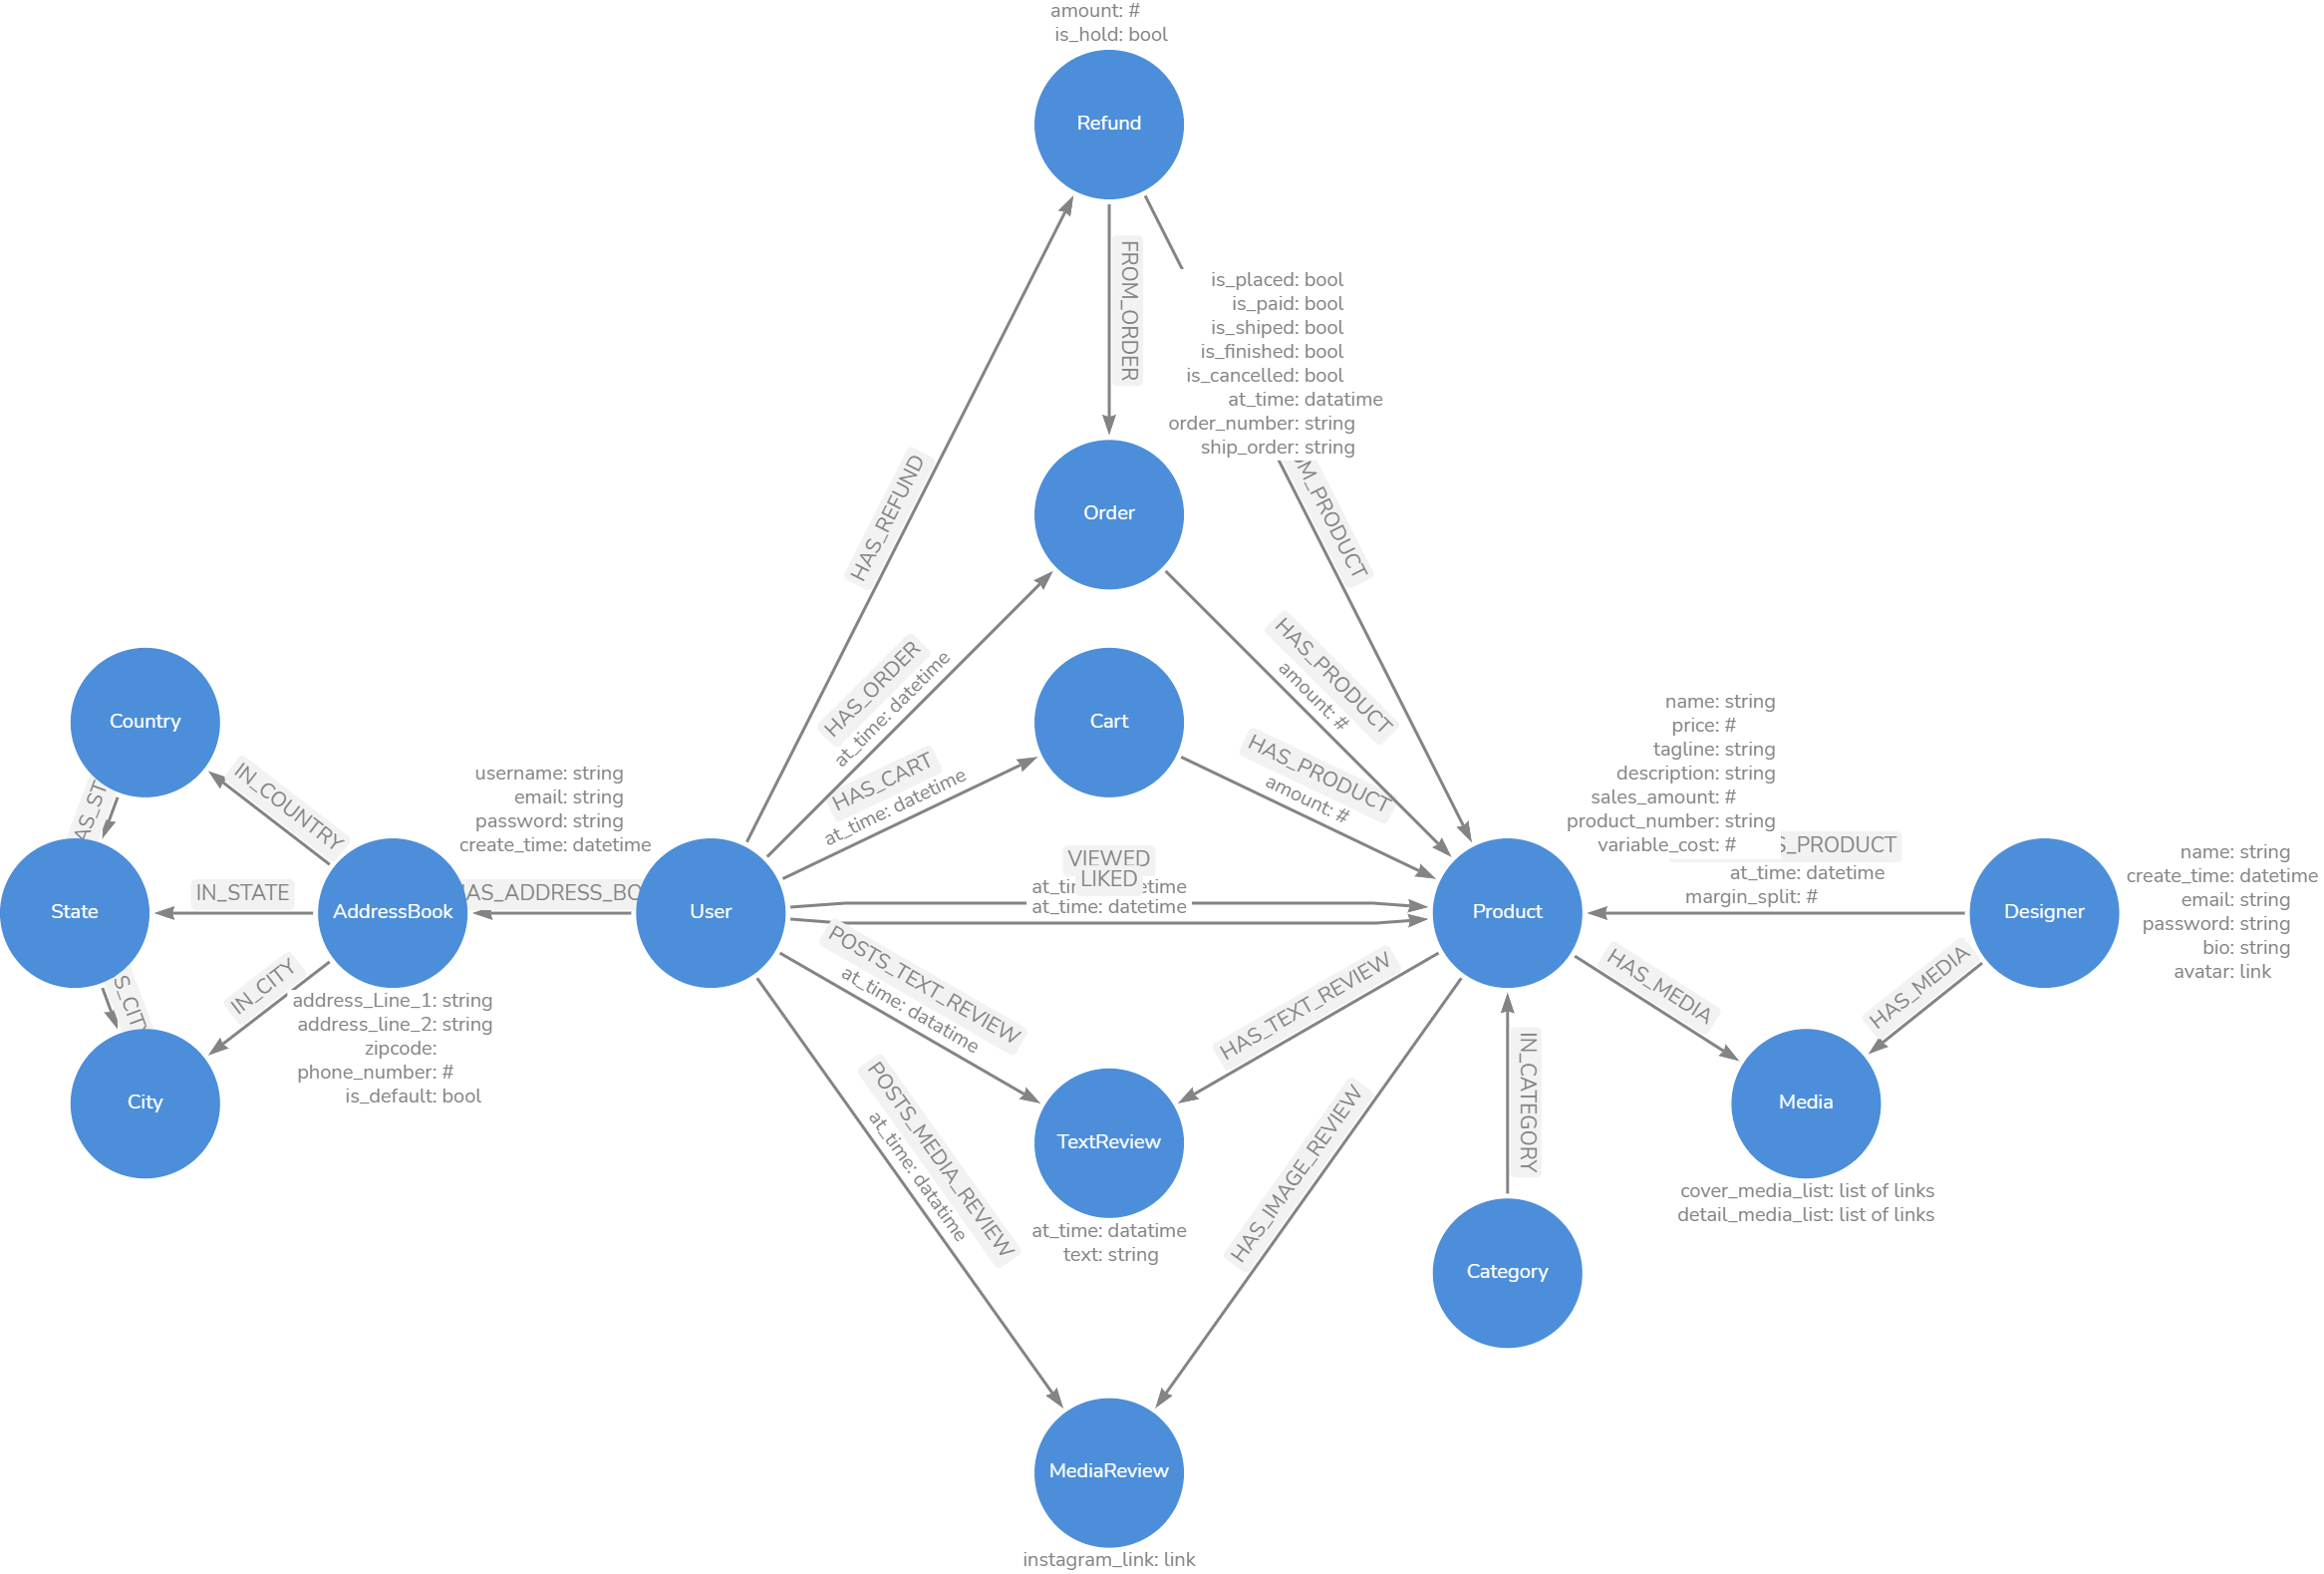 amount: #
is_hold: bool
Refund
FROM_ORDER
is_placed: bool
is_paid: bool
is_shiped: bool
is_finished: bool
is_cancelled: bool
at_time: datatime
order_number: string
ship_order: string
HAS_REFUND
M_PRODUCT
Order
HAS_ORDER
at_time: datetime
HAS_PRODUCT
amount: #
Country
Cart
HAS_CART
at_time: datetime
HAS_PRODUCT
amount: #
name: string
price: #
tagline: string
description: string
sales_amount: #
product_number: string
variable_cost: #
S_PRODUCT
at_time: datetime
margin_split: #
IN_COUNTRY
AS_ST
username: string
email: string
password: string
create_time: datetime
VIEWED
LIKED
at_time: datetime
name: string
create_time: datetime
email: string
password: string
bio: string
avatar: link
State
IN_STATE
AddressBook
AS_ADDRESS_BO
User
Product
Designer
S_CIT
IN_CITY
address_Line_1: string
address_line_2: string
zipcode:
phone_number: #
is_default: bool
City
POSTS_TEXT_REVIEW
at_time: datatime
HAS_TEXT_REVIEW
HAS_MEDIA
HAS_MEDIA
Media
cover_media_list: list of links
detail_media_list: list of links
IN_CATEGORY
Category
POSTS_MEDIA_REVIEW
at_time: datatime
TextReview
at_time: datatime
text: string
HAS_IMAGE_REVIEW
MediaReview
instagram_link: link